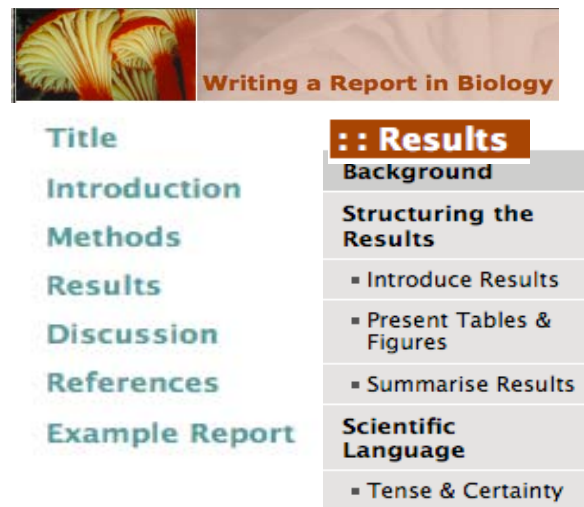 Writing a Report in Biology
Title
Introduction
Methods
Results
Discussion
References
Example Report
: : Results
Background
Structuring the
Results
▪ Introduce Results
▪ Present Tables &
Figures
▪ Summarise Results
Scientific
Language
▪ Tense & Certainty